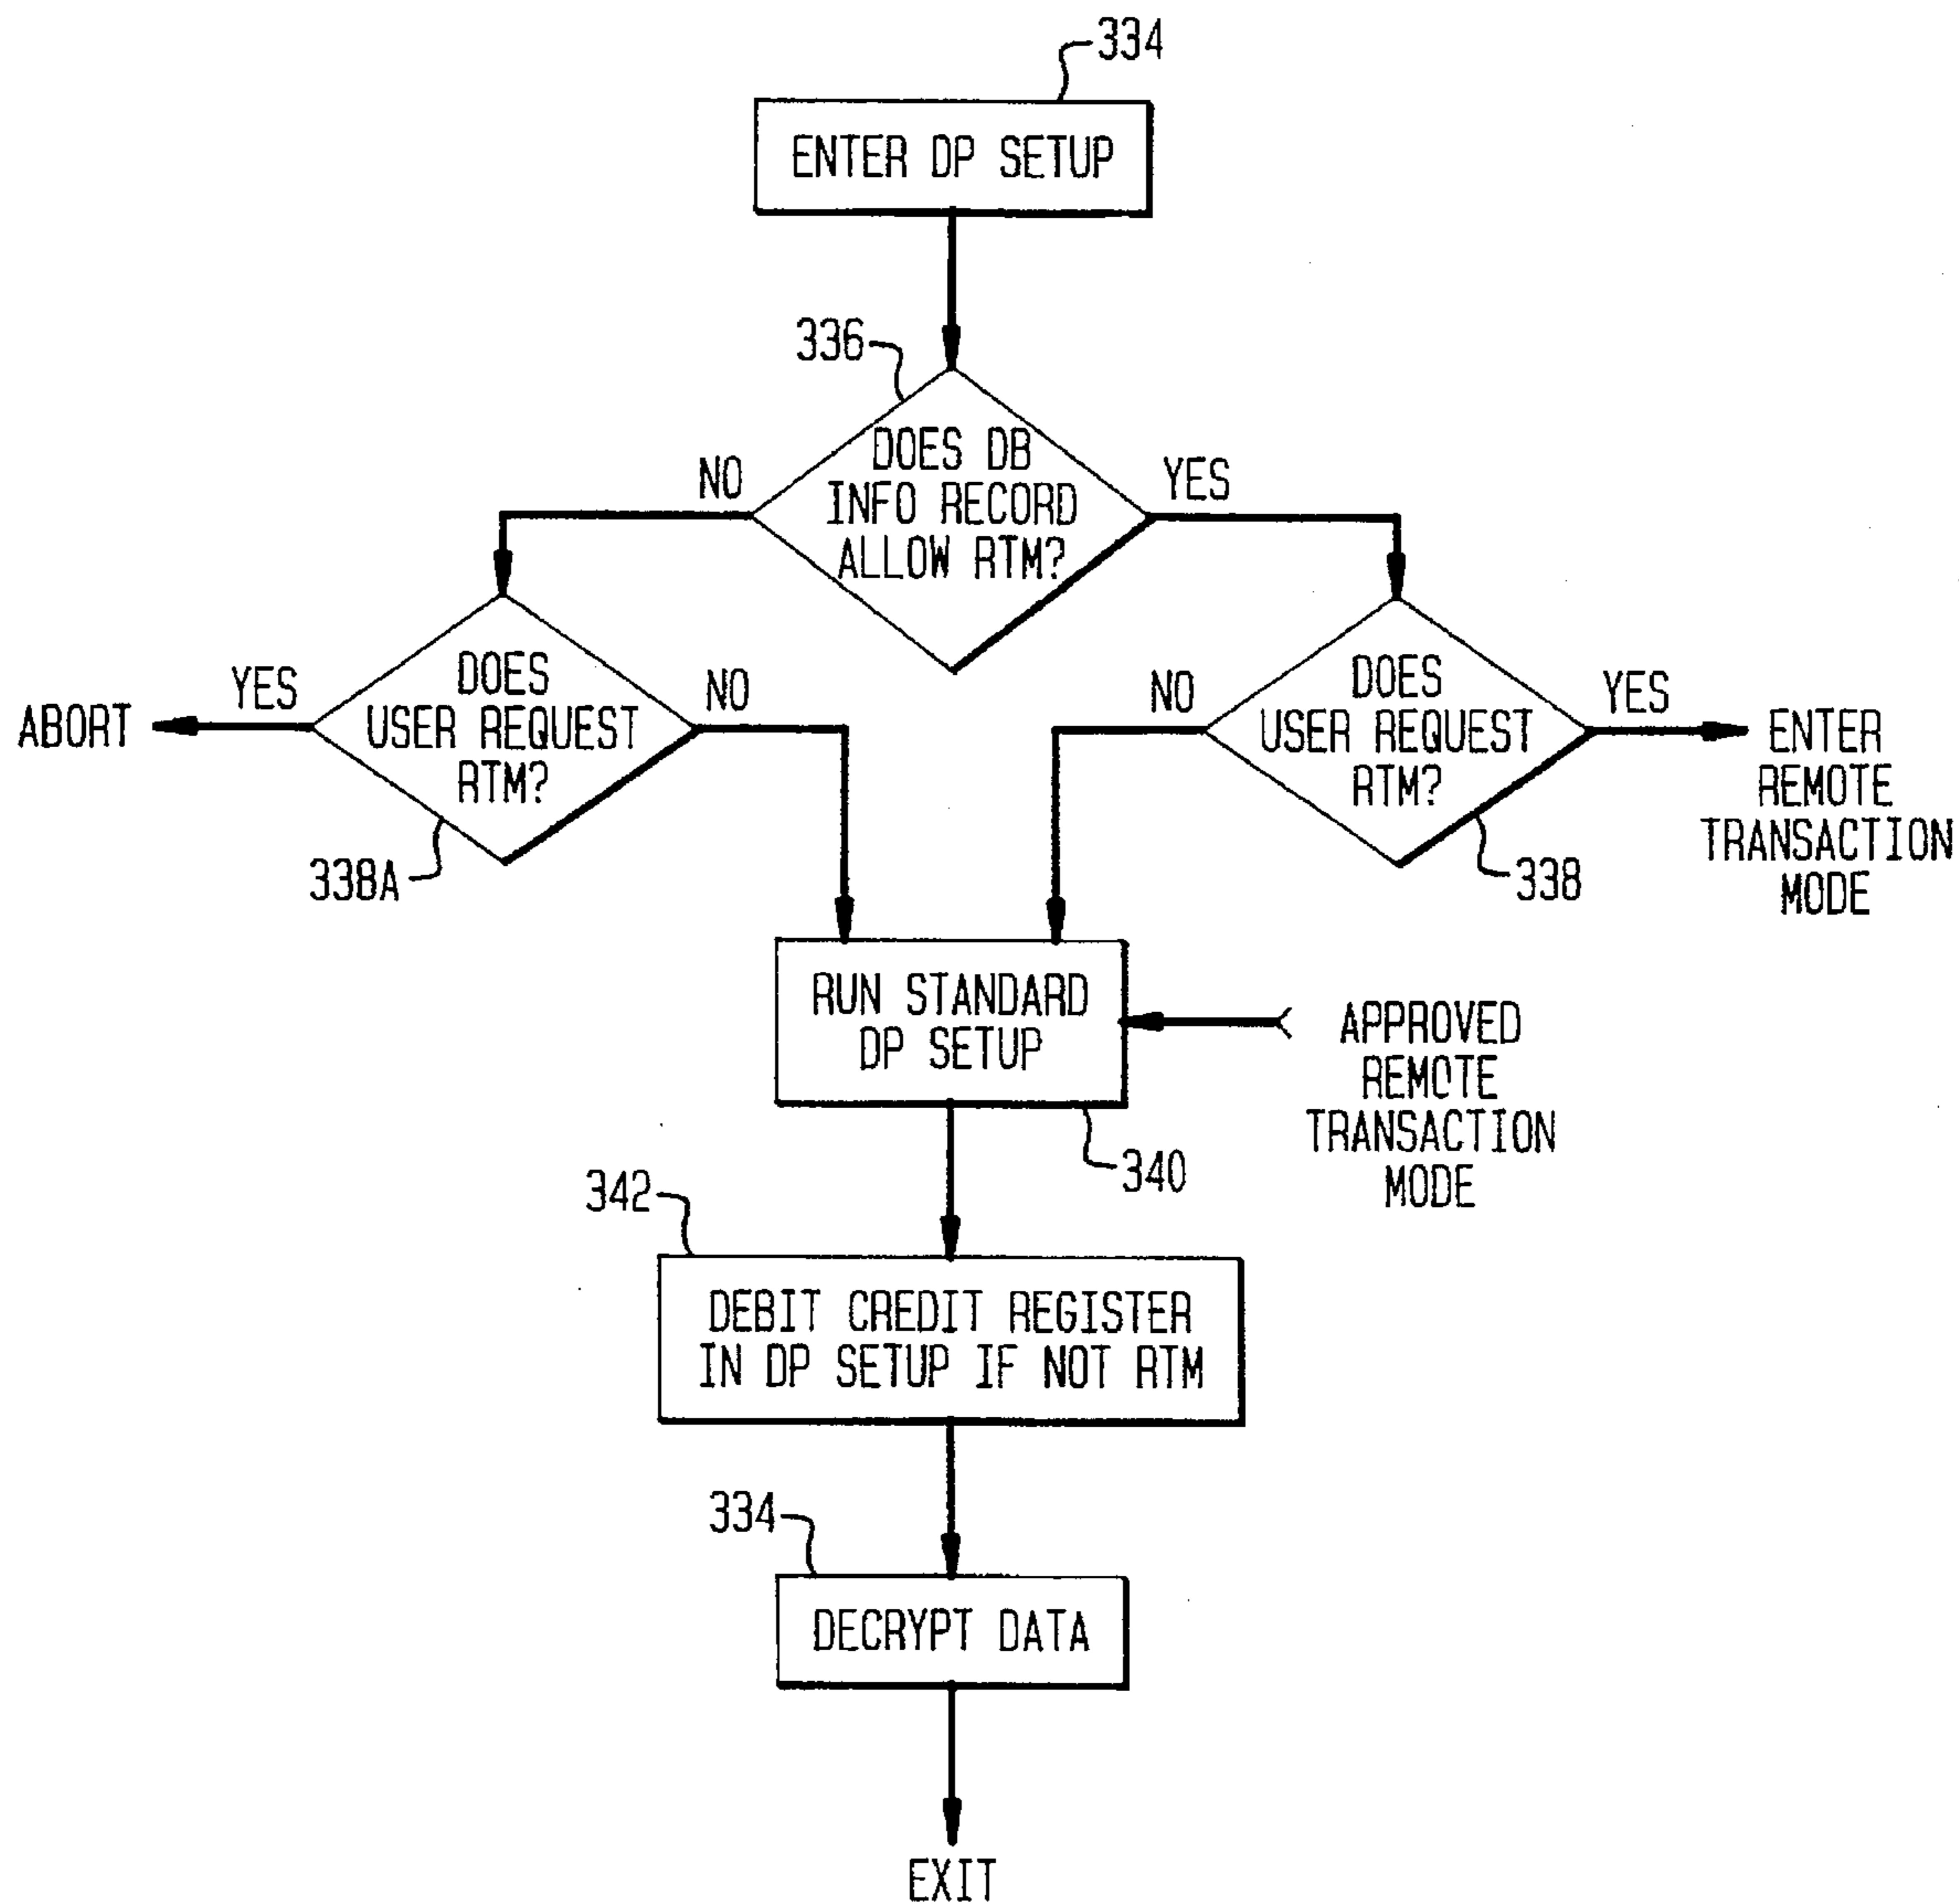 334
ENTER DP SETUP
336
DOES DB
INFO RECORD
ALLOW RTM?
NO
YES
DOES
USER REQUEST
RTM?
YES
NO
ABORT
338A
DOES
USER REQUEST
RTM?
NO
YES
ENTER
REMOTE
TRANSACTION
MODE
338
RUN STANDARD
DP SETUP
340
APPROVED
REMOTE
TRANSACTION
MODE
342
DEBIT CREDIT REGISTER
IN DP SETUP IF NOT RTM
334
DECRYPT DATA
EXIT